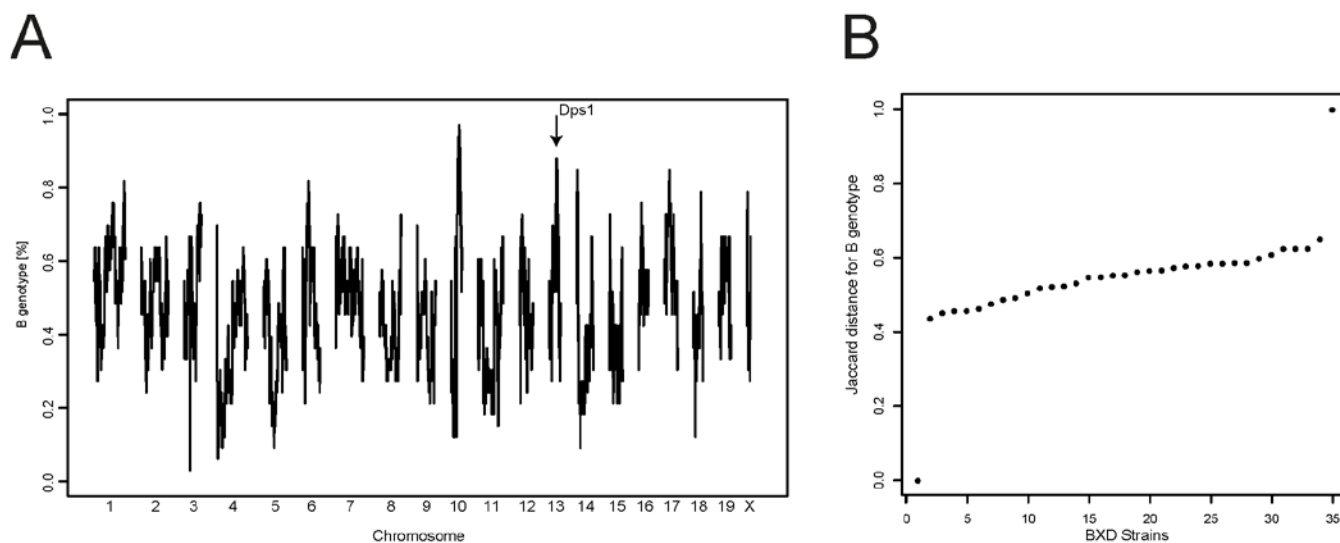 A
B genotype [%]
1.0
0.8
0.6
0.4
0.2
0.0
Dps1
1 2 3 4 5 6 7 8 9 10 11 12 13 14 15 16 17 18 19 X
Chromosome
B
Jaccard distance for B genotype
1.0
0.8
0.6
0.4
0.2
0.0
0 5 10 15 20 25 30 35
BXD Strains